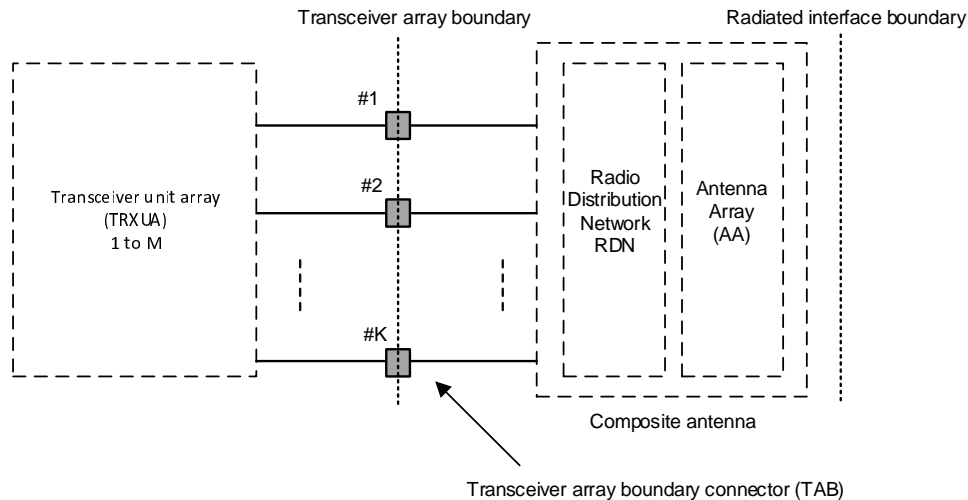 Transceiver array boundary
Radiated interface boundary
#1
#2
#K
Transceiver unit array
(TRXUA)
1 to M
Radio
Distribution
Network
RDN
Antenna
Array
(AA)
Composite antenna
Transceiver array boundary connector (TAB)